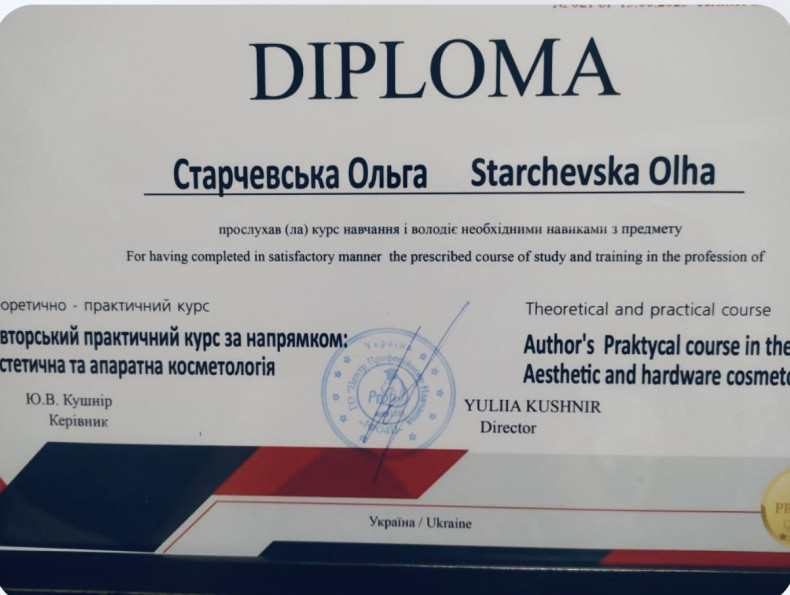 DIPLOMA
Старчевська Ольга Starchevska Olha
прослухав (ла) курс навчання і володіє необхідними навиками з предмету
For having completed in satisfactory manner the prescribed course of study and training in the profession of
оретично - практичний курс
Theoretical and practical course
вторський практичний курс за напрямком:
стетична та апаратна косметологія
Author's Praktycal course in the
Aesthetic and hardware cosmeto
Ю.В. Кушнір
Керівник
YULIIA KUSHNIR
Director
Україна
Україна / Ukraine